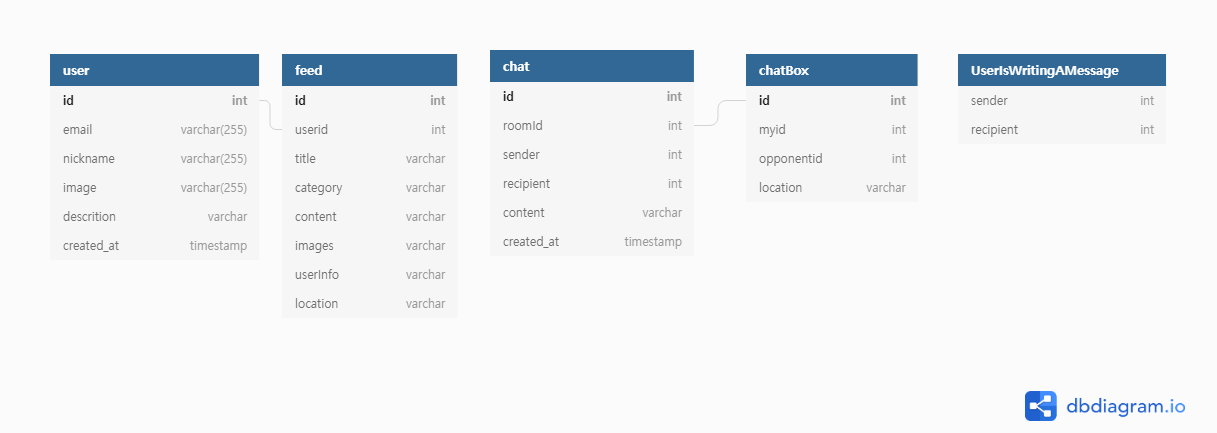 user
id int
email varchar(255)
nickname varchar(255)
image varchar(255)
descrition varchar
created_at timestamp
feed
id int
userid int
title varchar
category varchar
content varchar
images varchar
userInfo varchar
location varchar
chat
id int
roomId int
sender int
recipient int
content varchar
created_at timestamp
chatBox
id int
myid int
opponentid int
location varchar
UserIsWritingAMessage
sender int
recipient int
dbdiagram.io